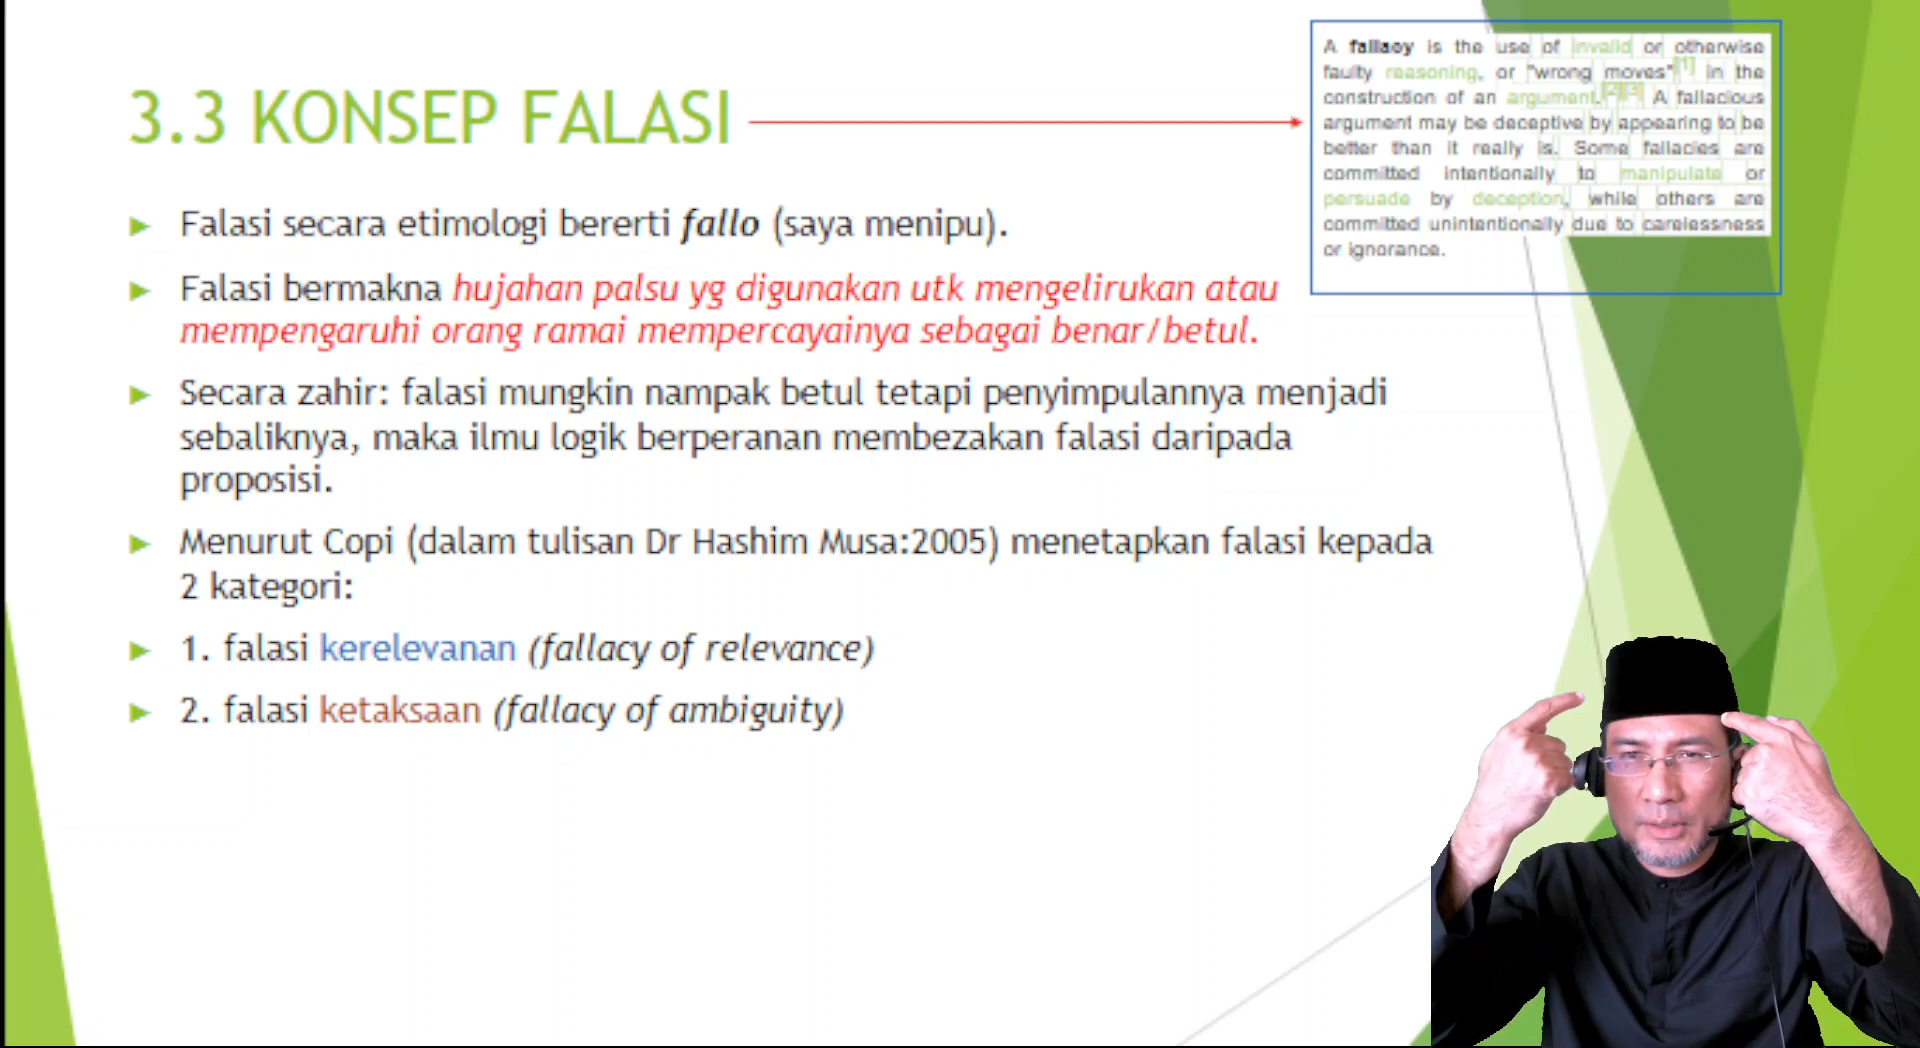 3.3 KONSEP FALASI
A fallacy is the use of invalid or otherwise
faulty reasoning, or "wrong moves"[1] in the
construction of an argument.[2][3] A fallacious
argument may be deceptive by appearing to be
better than it really is. Some fallacies are
committed intentionally to manipulate or
persuade by deception, while others are
committed unintentionally due to carelessness
or ignorance.
Falasi secara etimologi bererti fallo (saya menipu).
Falasi bermakna hujahan palsu yg digunakan utk mengelirukan atau
mempengaruhi orang ramai mempercayainya sebagai benar/betul.
Secara zahir: falasi mungkin nampak betul tetapi penyimpulannya menjadi
sebaliknya, maka ilmu logik berperanan membezakan falasi daripada
proposisi.
Menurut Copi (dalam tulisan Dr Hashim Musa:2005) menetapkan falasi kepada
2 kategori:
1. falasi kerelevanan (fallacy of relevance)
2. falasi ketaksaan (fallacy of ambiguity)